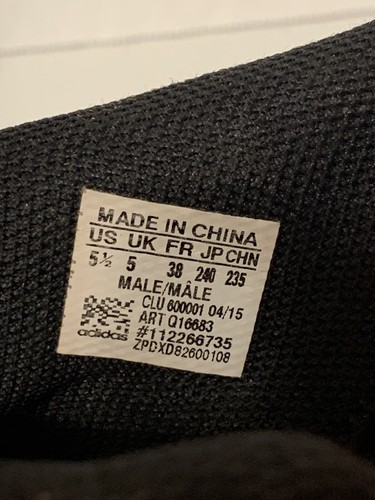 MADE IN CHINA
US UK FR JP CHN
5½ 5 38 240 235
MALE/MÂLE
CLU 600001 04/15
ART Q16683
#112266735
adidas ZPDXD82600108